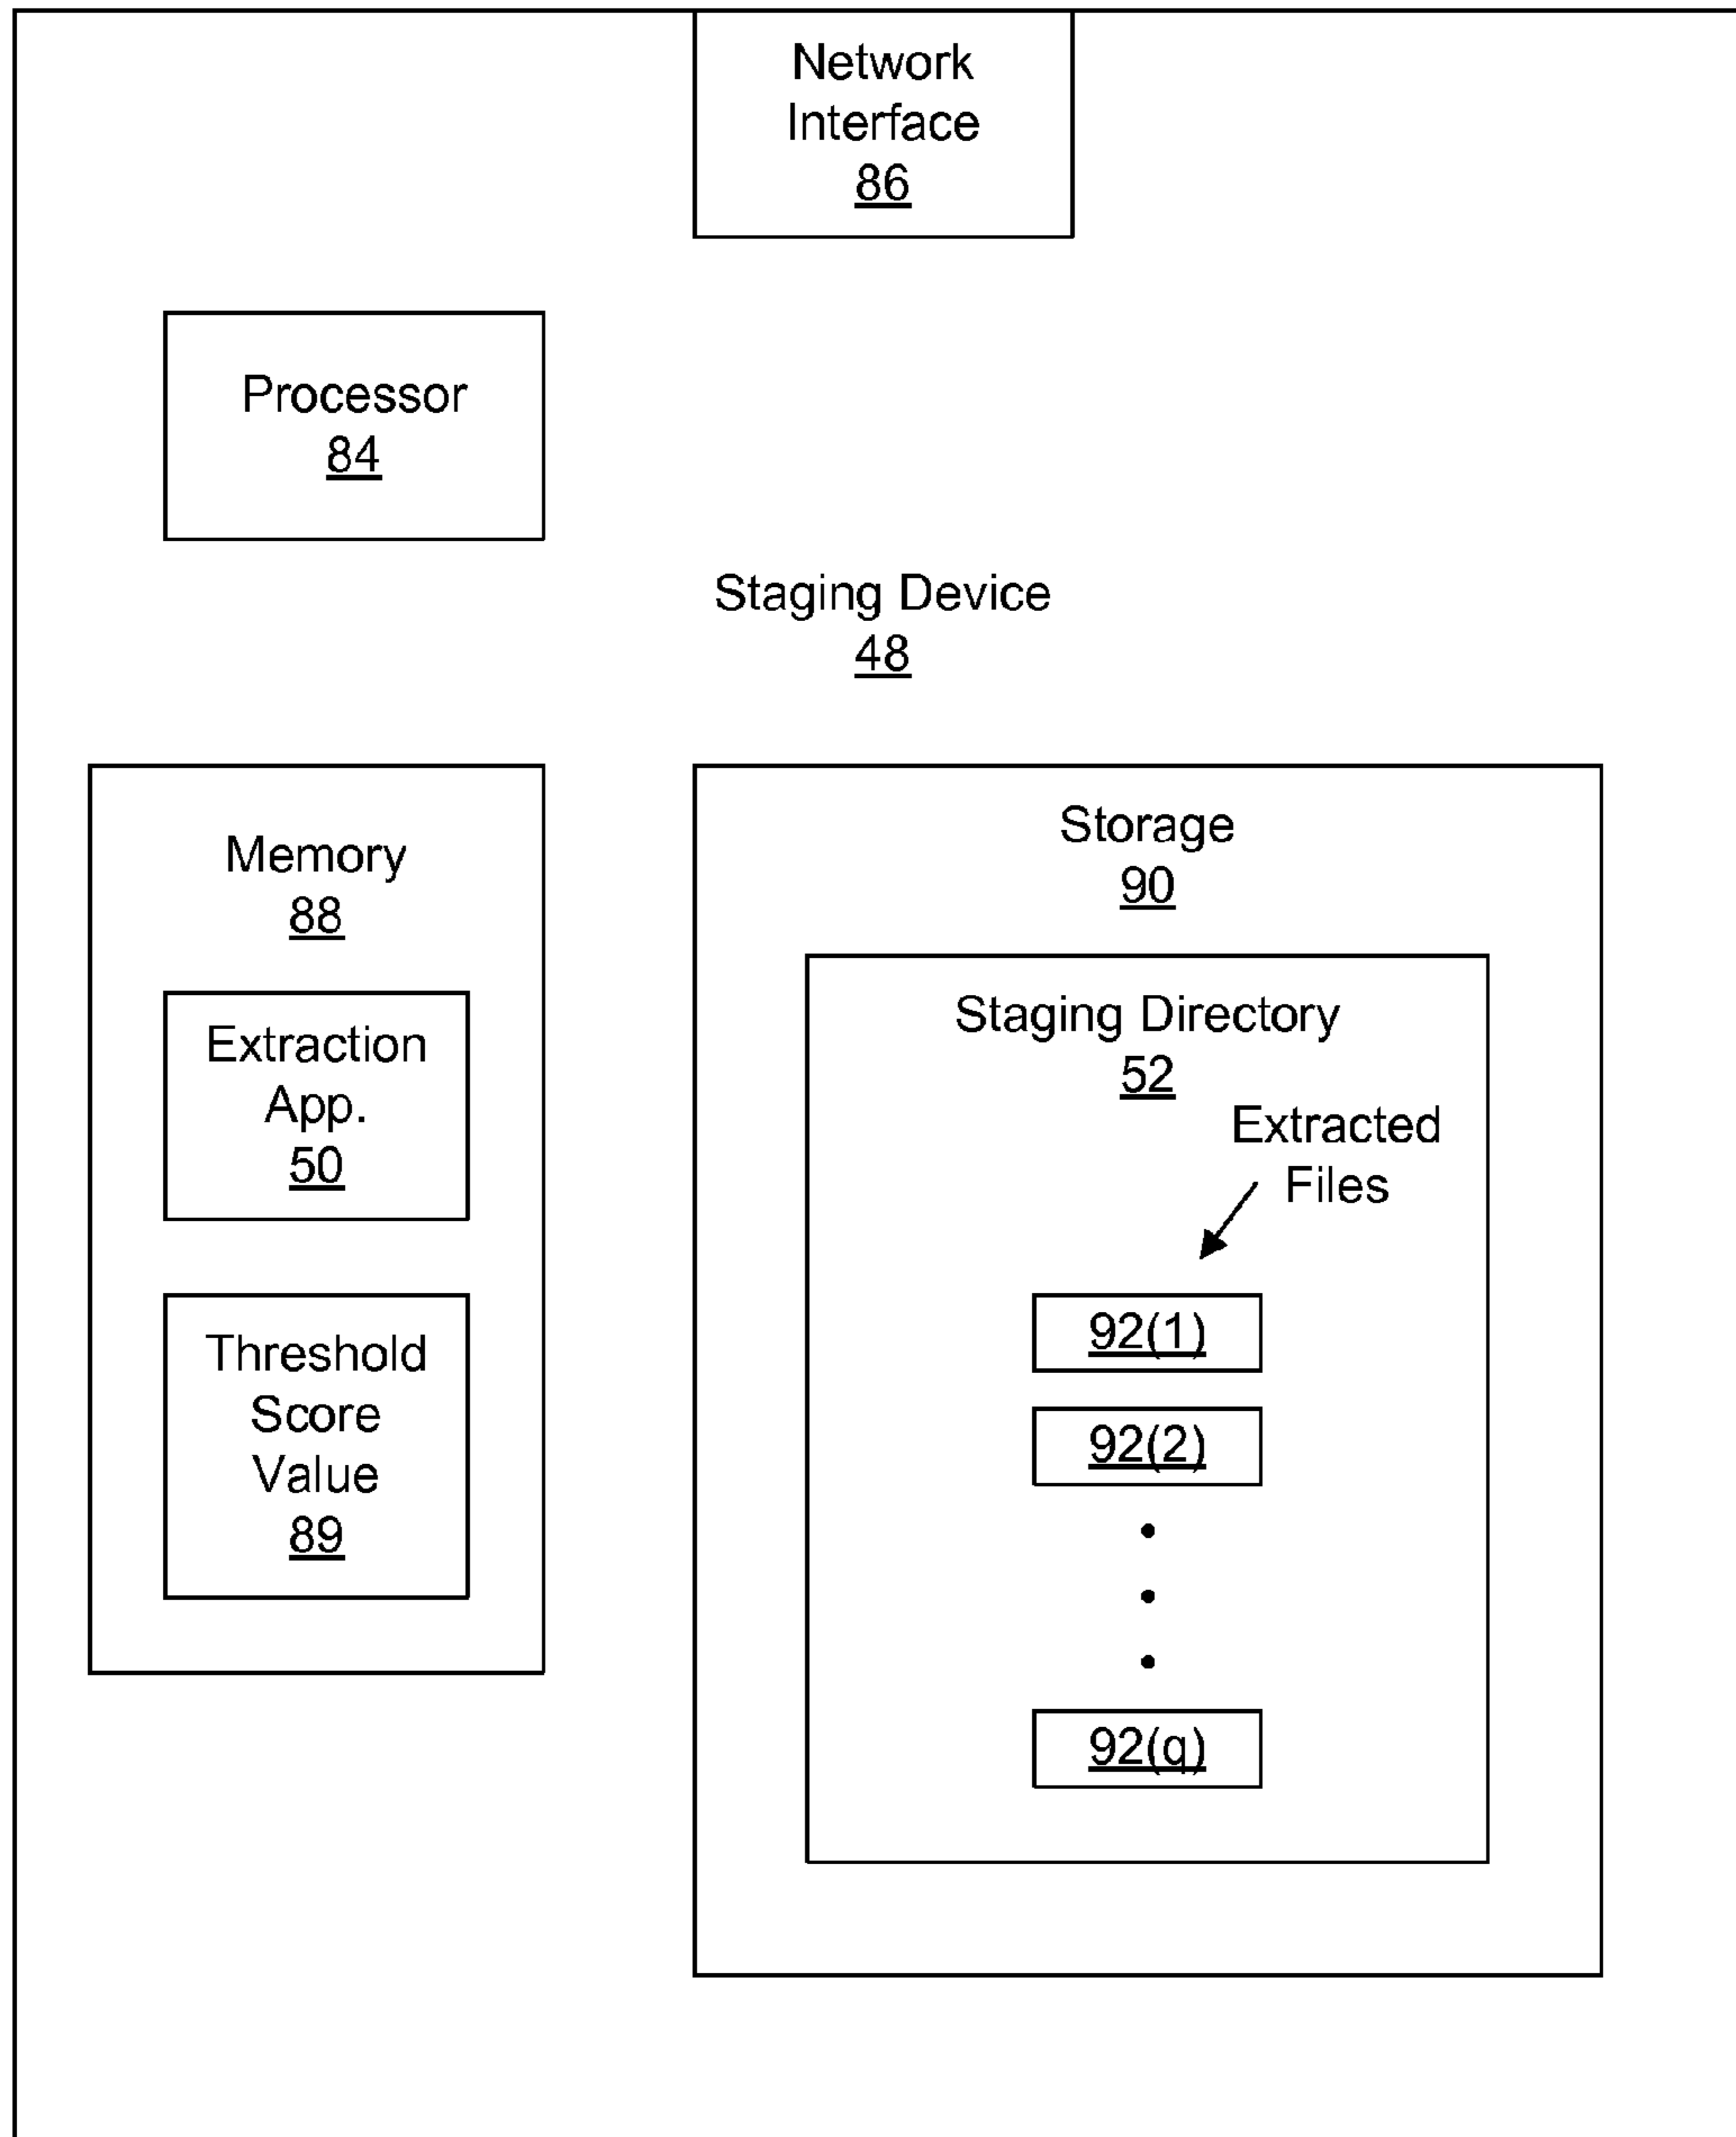 Network
Interface
86
Processor
84
Staging Device
48
Memory
88
Extraction
App.
50
Threshold
Score
Value
89
Storage
90
Staging Directory
52
Extracted
Files
92(1)
92(2)
92(q)